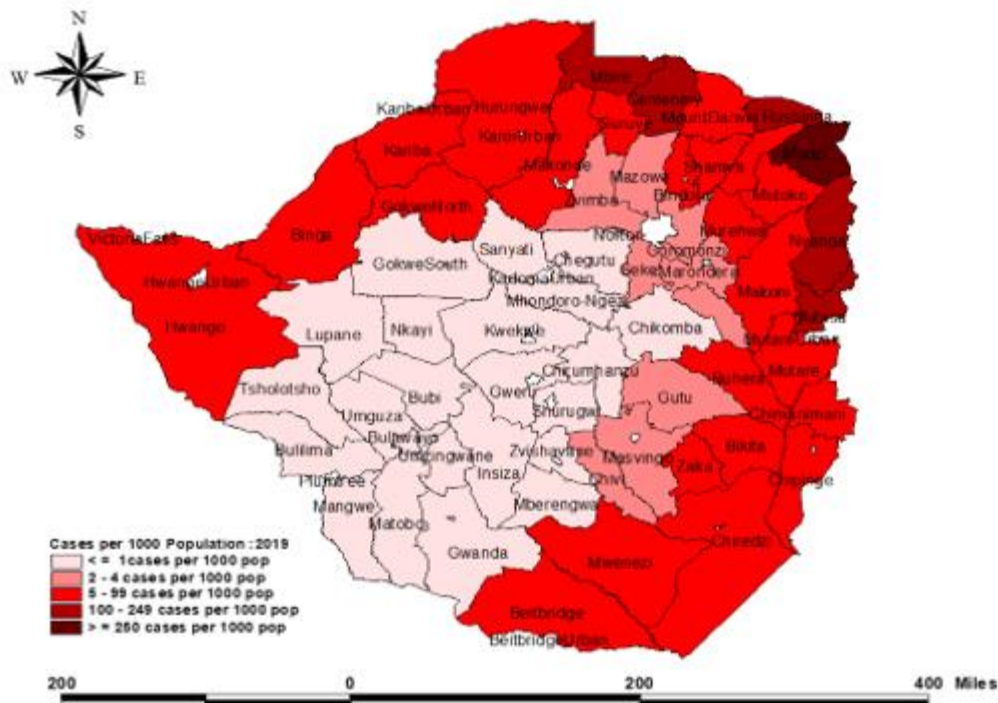 N
W E
S
Mbire
Centenary
KaribaUrban Hurungwe
MountDarwin Rushinga
Guruve
KaroiUrban
Kariba
Makonde
Shamva
Mazowe
Bindura
Mutoko
Zvimba
GokweNorth
Murehwa
VictoriaFalls
Binga
Norton
Nyanga
Sanyati
Goromonzi
Chegutu
GokweSouth
Seke
Marondera
HwangeUrban
KadomaUrban
Makoni
Mhondoro-Ngezi
Hwange
Chikomba
Nkayi
Kwekwe
Lupane
MutareUrban
Chirumhanzu
Mutare
Buhera
Tsholotsho
Gweru
Bubi
Gutu
Shurugwi
Umguza
Chimanimani
Bulawayo
Bikita
Bulilima
Umzingwane
Zvishavane
Masvingo
Zaka
Insiza
Plumtree
Chivi
Chipinge
Mangwe
Mberengwa
Matobo
Chiredzi
Gwanda
Mwenezi
Beitbridge
BeitbridgeUrban
Cases per 1000 Population :2019
< = 1cases per 1000 pop
2 - 4 cases per 1000 pop
5 - 99 cases per 1000 pop
100 - 249 cases per 1000 pop
> = 250 cases per 1000 pop
200 0 200 400 Miles